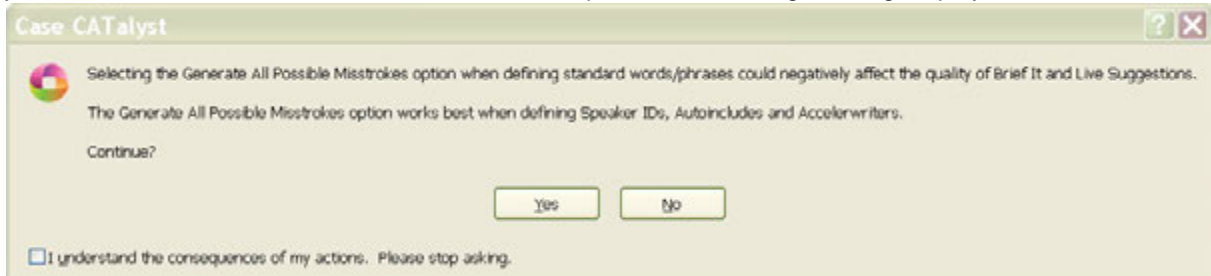 Case CATalyst
Selecting the Generate All Possible Misstrokes option when defining standard words/phrases could negatively affect the quality of Brief It and Live Suggestions.
The Generate All Possible Misstrokes option works best when defining Speaker IDs, Autoincludes and Accelerwriters.
Continue?
Yes No
I understand the consequences of my actions. Please stop asking.